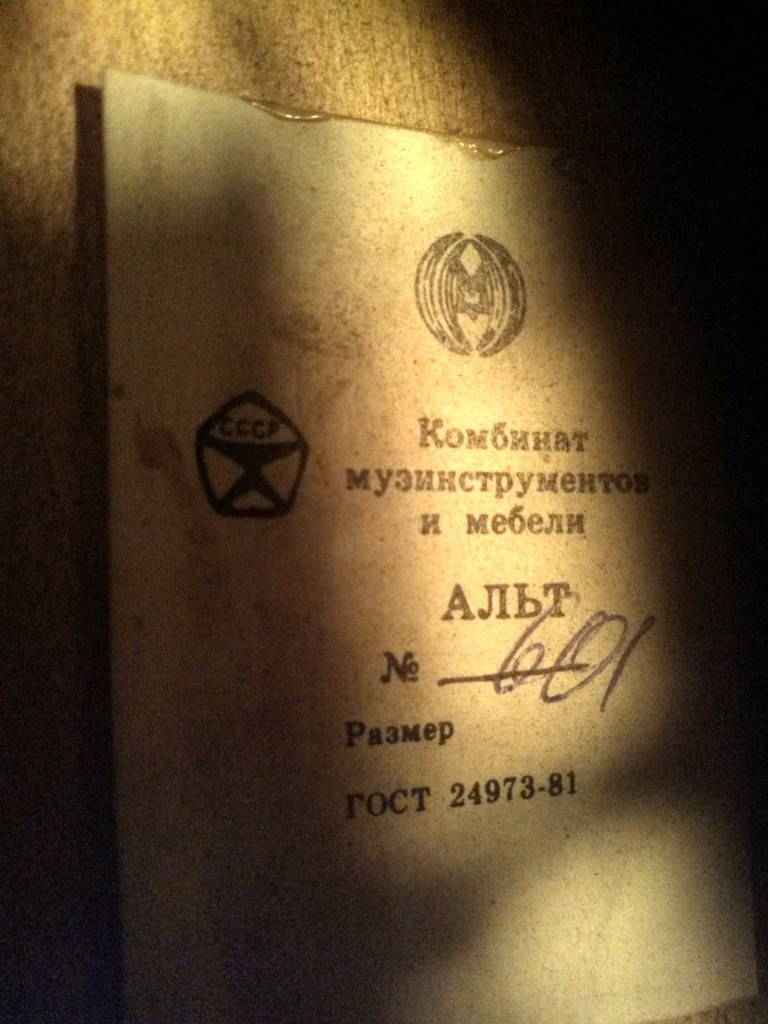 СССР
Комбинат
музинструментов
и мебели
АЛЬТ
№ 601
Размер
ГОСТ 24973-81